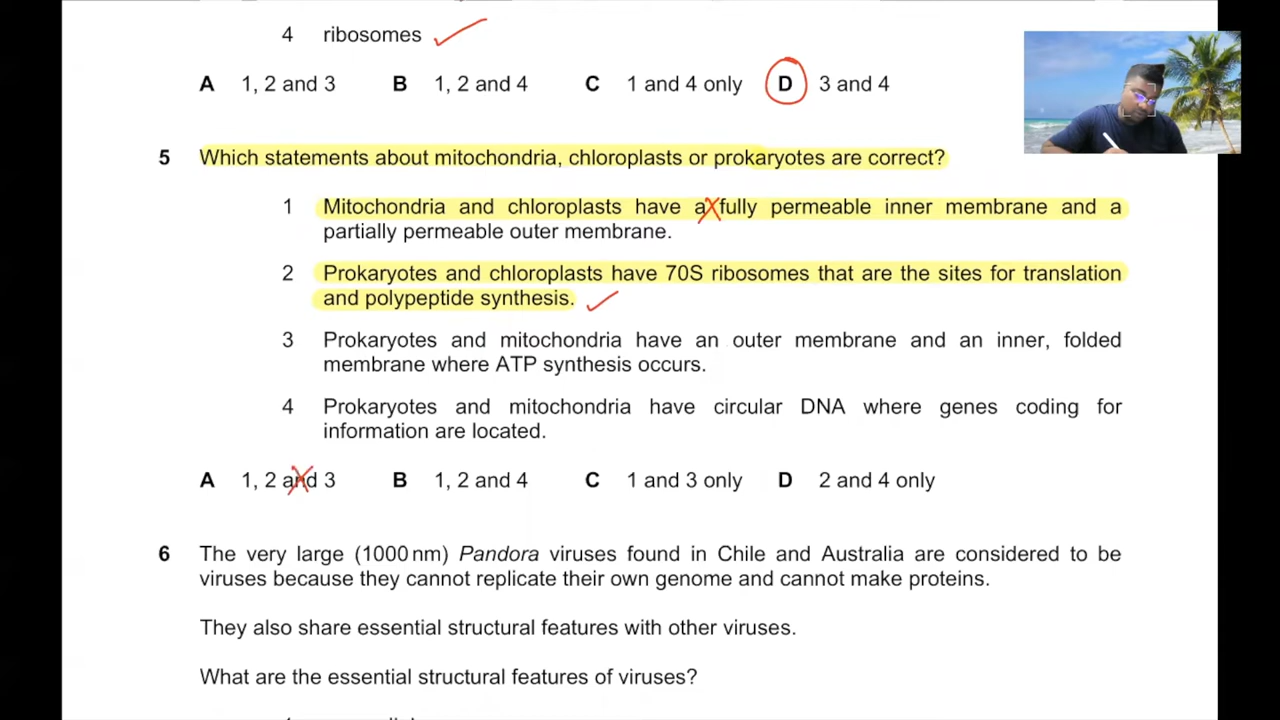 4 ribosomes
A 1, 2 and 3 B 1, 2 and 4 C 1 and 4 only D 3 and 4
5 Which statements about mitochondria, chloroplasts or prokaryotes are correct?
1 Mitochondria and chloroplasts have a fully permeable inner membrane and a
partially permeable outer membrane.
2 Prokaryotes and chloroplasts have 70S ribosomes that are the sites for translation
and polypeptide synthesis.
3 Prokaryotes and mitochondria have an outer membrane and an inner, folded
membrane where ATP synthesis occurs.
4 Prokaryotes and mitochondria have circular DNA where genes coding for
information are located.
A 1, 2 and 3 B 1, 2 and 4 C 1 and 3 only D 2 and 4 only
6 The very large (1000 nm) Pandora viruses found in Chile and Australia are considered to be
viruses because they cannot replicate their own genome and cannot make proteins.
They also share essential structural features with other viruses.
What are the essential structural features of viruses?